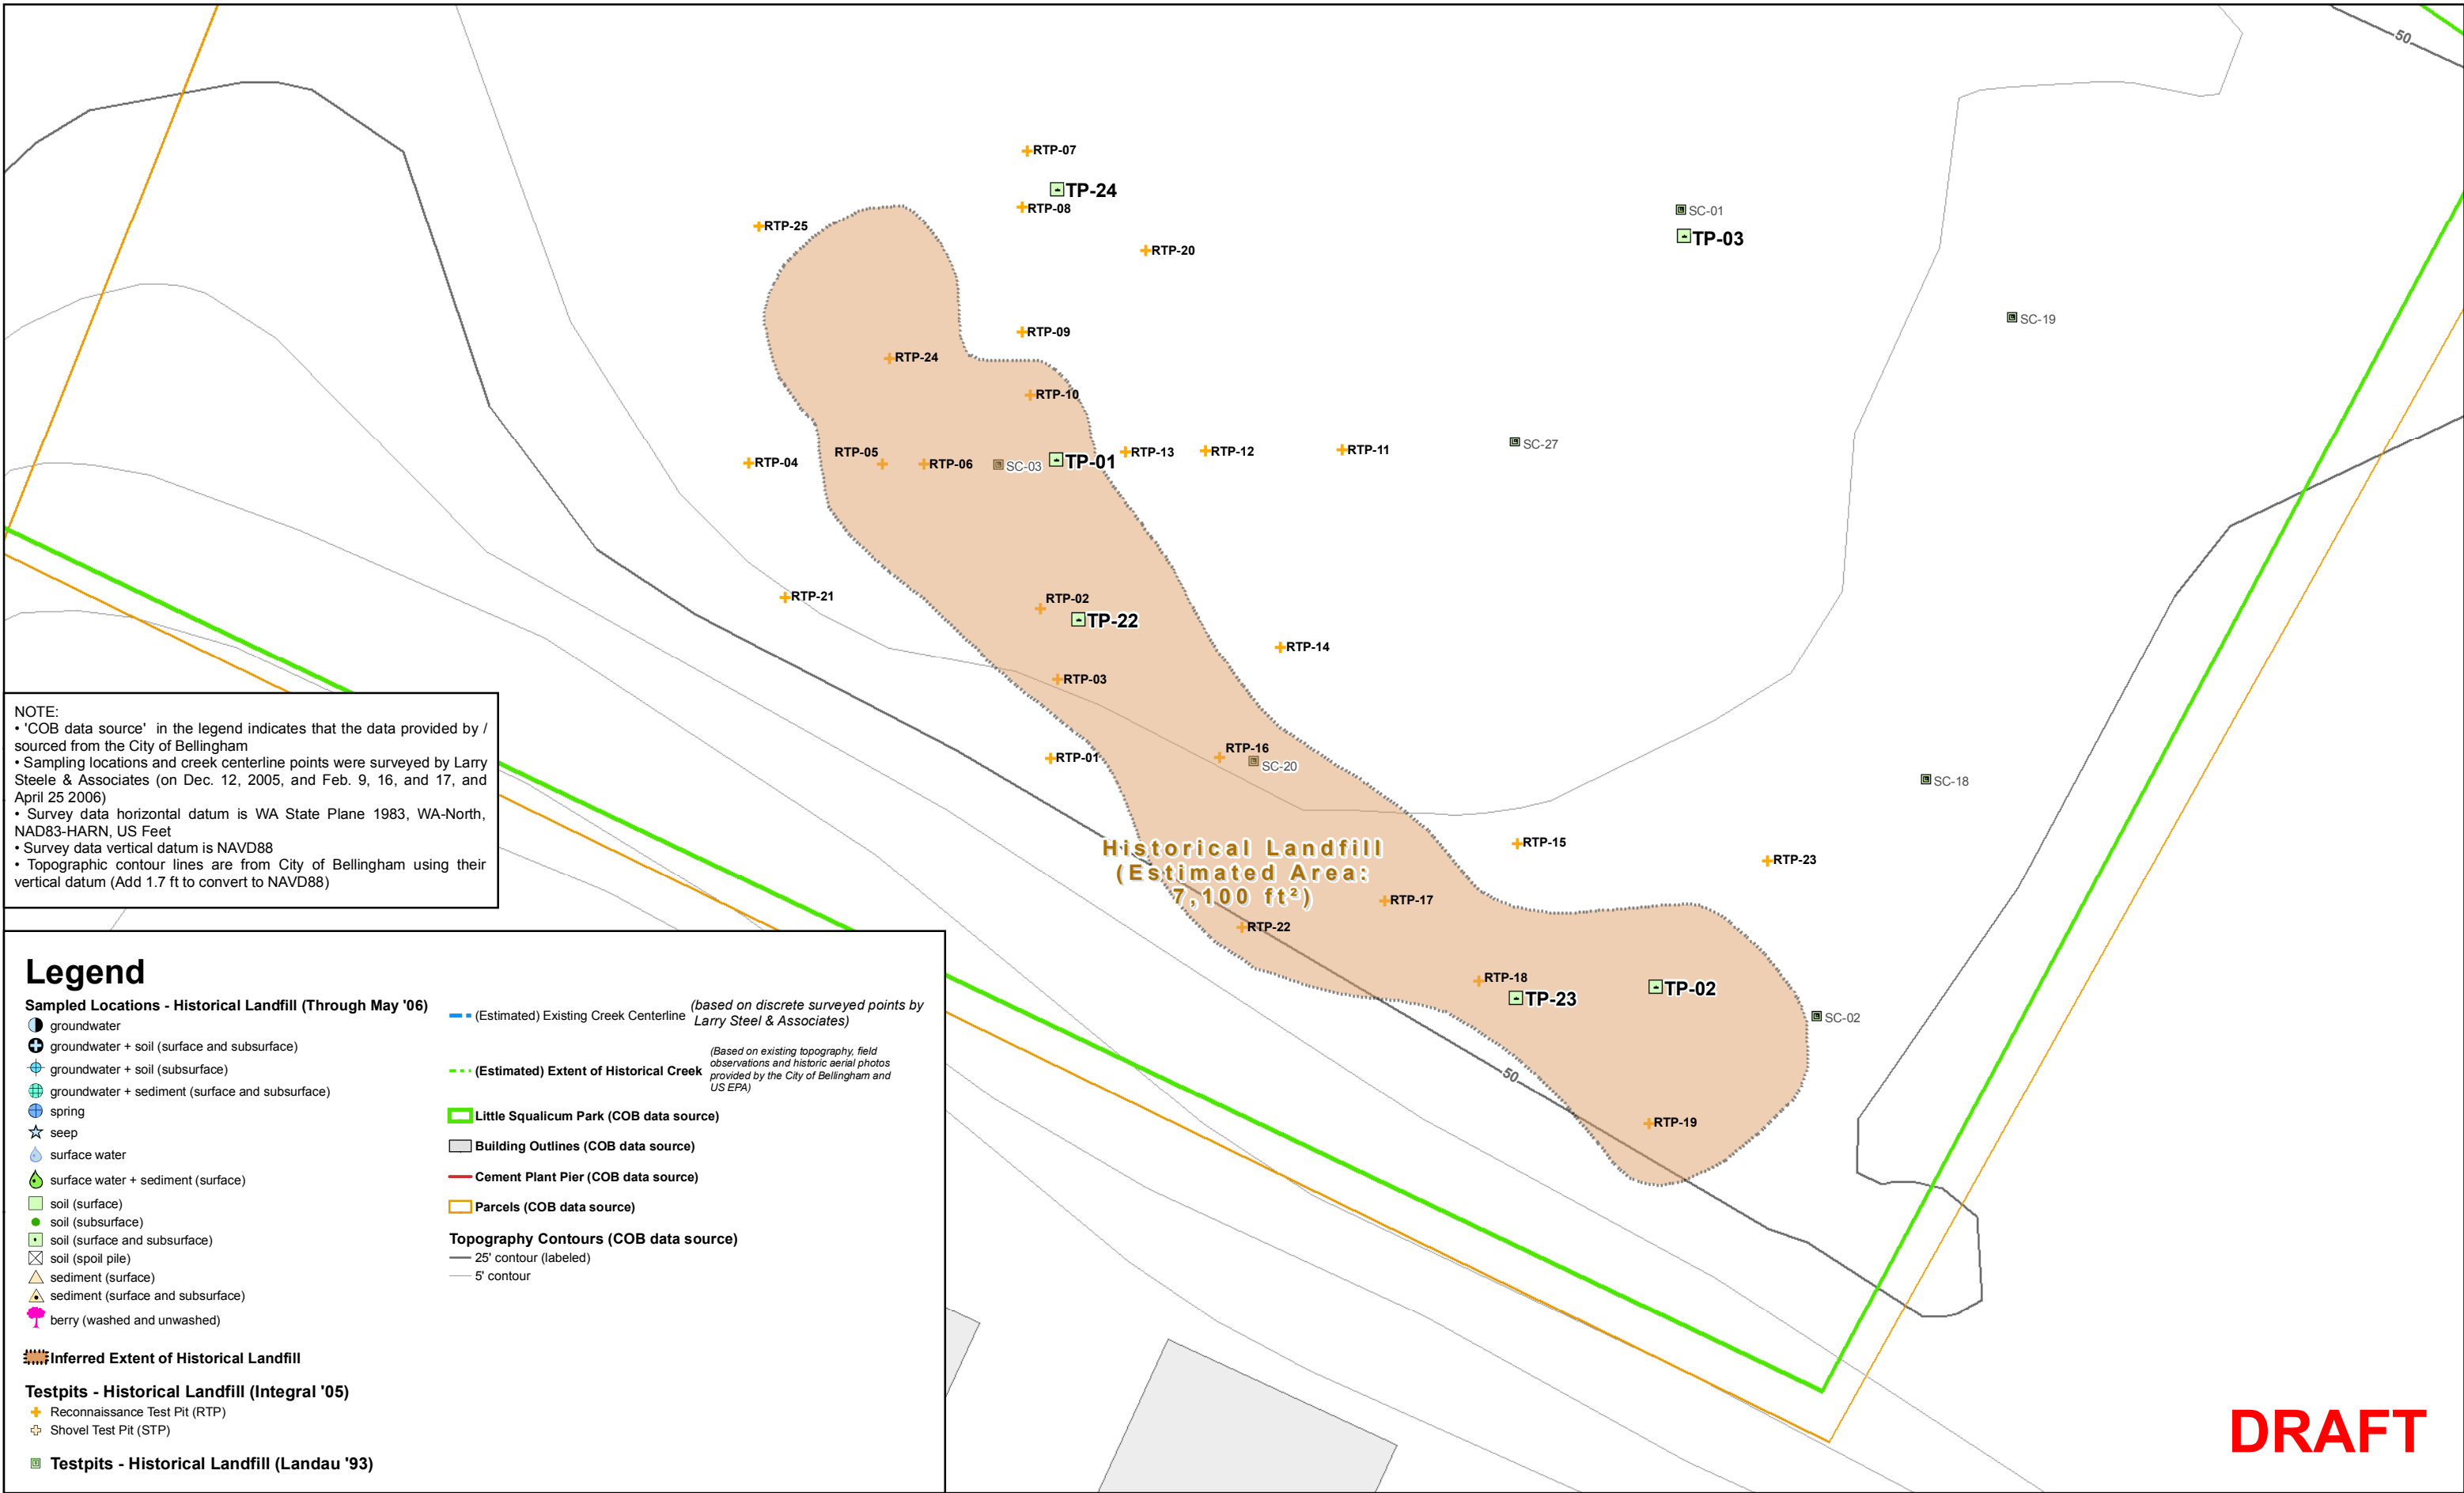 50
RTP-07
TP-24
RTP-08
SC-01
RTP-25
TP-03
RTP-20
SC-19
RTP-09
RTP-24
RTP-10
SC-27
RTP-05
RTP-13
RTP-12
RTP-11
RTP-04
RTP-06
SC-03
TP-01
RTP-21
RTP-02
TP-22
RTP-14
RTP-03
RTP-16
RTP-01
SC-20
SC-18
RTP-15
RTP-23
Historical Landfill
(Estimated Area:
7,100 ft²)
RTP-17
RTP-22
RTP-18
TP-23
TP-02
SC-02
50
RTP-19
NOTE:
• 'COB data source' in the legend indicates that the data provided by /
sourced from the City of Bellingham
• Sampling locations and creek centerline points were surveyed by Larry
Steele & Associates (on Dec. 12, 2005, and Feb. 9, 16, and 17, and
April 25 2006)
• Survey data horizontal datum is WA State Plane 1983, WA-North,
NAD83-HARN, US Feet
• Survey data vertical datum is NAVD88
• Topographic contour lines are from City of Bellingham using their
vertical datum (Add 1.7 ft to convert to NAVD88)
Legend
Sampled Locations - Historical Landfill (Through May '06)
groundwater
groundwater + soil (surface and subsurface)
groundwater + soil (subsurface)
groundwater + sediment (surface and subsurface)
spring
seep
surface water
surface water + sediment (surface)
soil (surface)
soil (subsurface)
soil (surface and subsurface)
soil (spoil pile)
sediment (surface)
sediment (surface and subsurface)
berry (washed and unwashed)
Inferred Extent of Historical Landfill
Testpits - Historical Landfill (Integral '05)
Reconnaissance Test Pit (RTP)
Shovel Test Pit (STP)
Testpits - Historical Landfill (Landau '93)
(Estimated) Existing Creek Centerline
(based on discrete surveyed points by
Larry Steel & Associates)
(Estimated) Extent of Historical Creek
(Based on existing topography, field
observations and historic aerial photos
provided by the City of Bellingham and
US EPA)
Little Squalicum Park (COB data source)
Building Outlines (COB data source)
Cement Plant Pier (COB data source)
Parcels (COB data source)
Topography Contours (COB data source)
25' contour (labeled)
5' contour
DRAFT